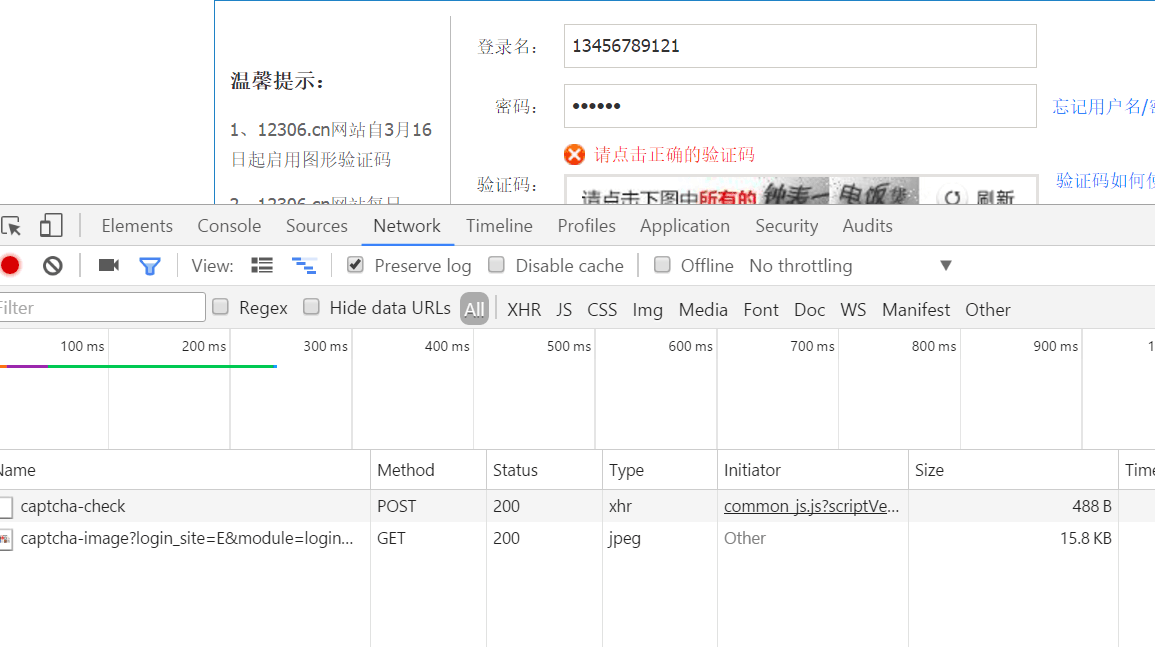 登录名：
13456789121
温馨提示：
密码：
••••••
忘记用户名/密
1、12306.cn网站自3月16
日起启用图形验证码
请点击正确的验证码
验证码：
验证码如何使
请点击下图中所有的 钟表一 电饭煲
刷新
2、12306.cn网站每日
Elements Console Sources Network Timeline Profiles Application Security Audits
View: Preserve log Disable cache Offline No throttling
Filter Regex Hide data URLs All XHR JS CSS Img Media Font Doc WS Manifest Other
100 ms 200 ms 300 ms 400 ms 500 ms 600 ms 700 ms 800 ms 900 ms 1
Name Method Status Type Initiator Size Time
captcha-check POST 200 xhr common_js.js?scriptVe... 488 B
captcha-image?login_site=E&module=login... GET 200 jpeg Other 15.8 KB